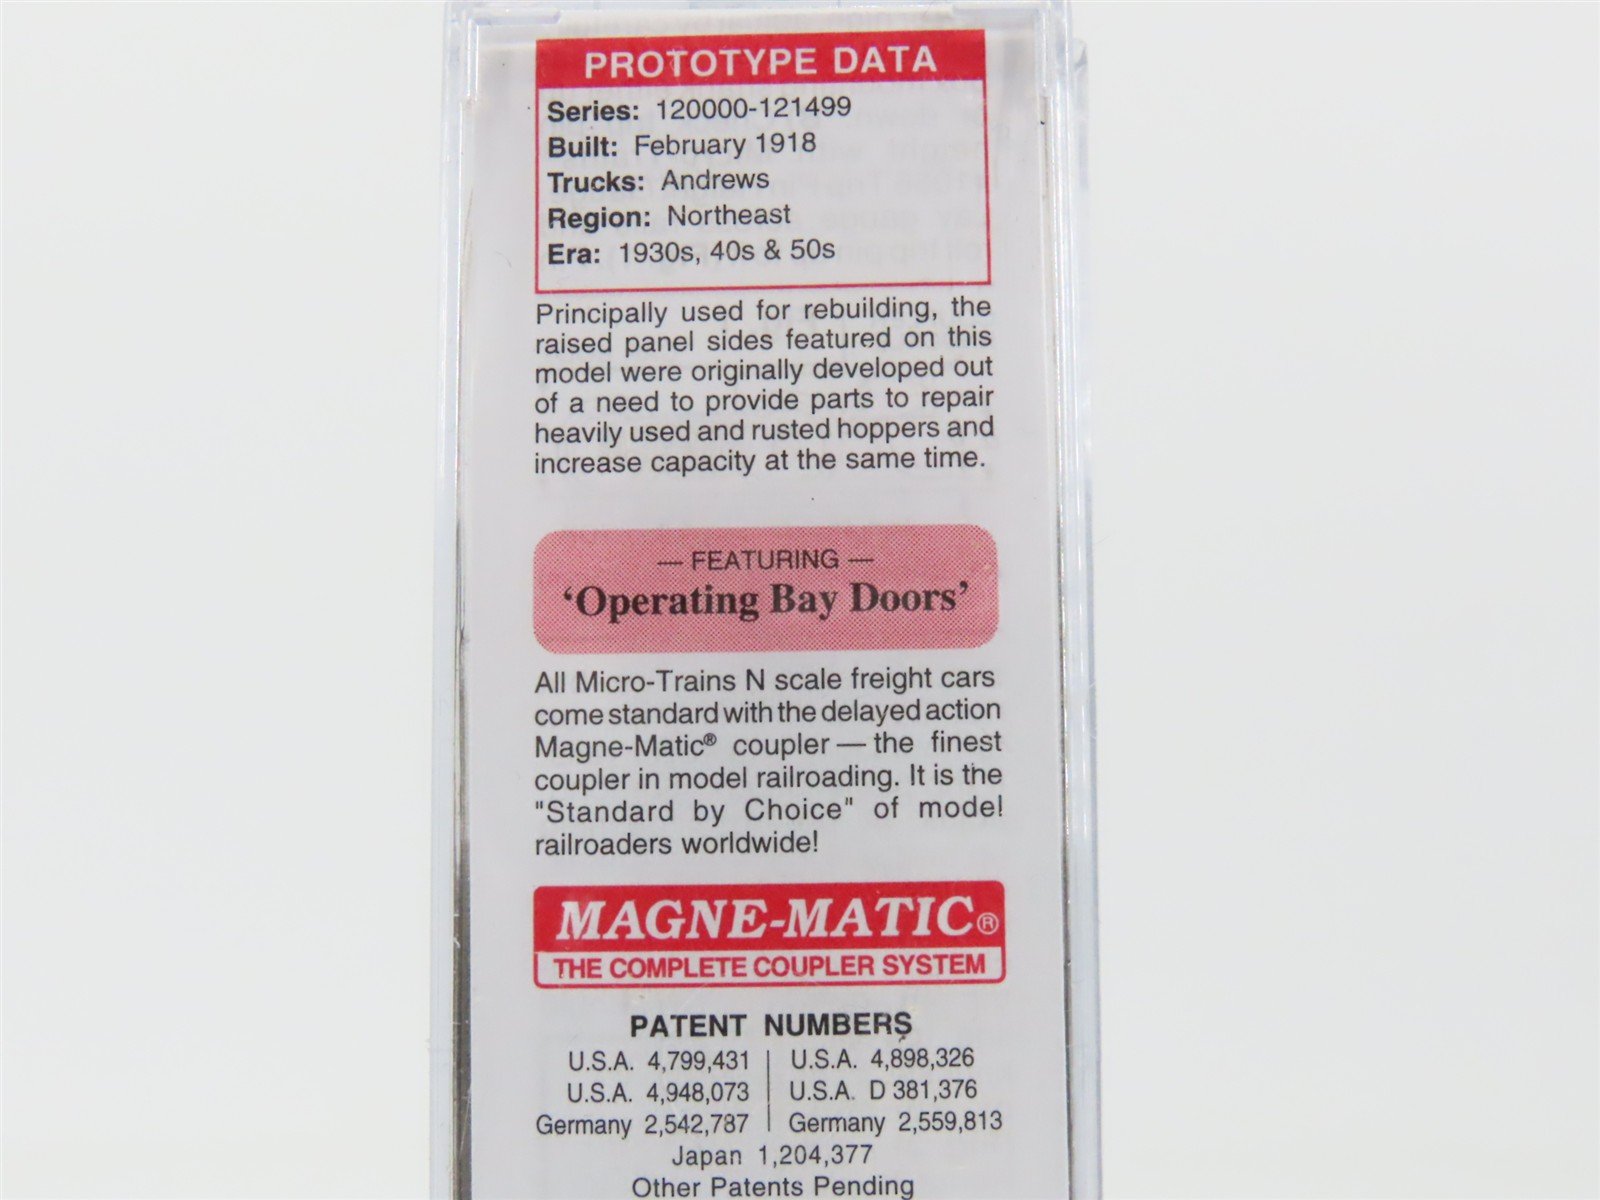 PROTOTYPE DATA
Series: 120000-121499
Built: February 1918
Trucks: Andrews
Region: Northeast
Era: 1930s, 40s & 50s
Principally used for rebuilding, the
raised panel sides featured on this
model were originally developed out
of a need to provide parts to repair
heavily used and rusted hoppers and
increase capacity at the same time.
— FEATURING —
‘Operating Bay Doors’
All Micro-Trains N scale freight cars
come standard with the delayed action
Magne-Matic® coupler — the finest
coupler in model railroading. It is the
"Standard by Choice" of model
railroaders worldwide!
MAGNE-MATIC®
THE COMPLETE COUPLER SYSTEM
PATENT NUMBERS
U.S.A. 4,799,431 | U.S.A. 4,898,326
U.S.A. 4,948,073 | U.S.A. D 381,376
Germany 2,542,787 | Germany 2,559,813
Japan 1,204,377
Other Patents Pending